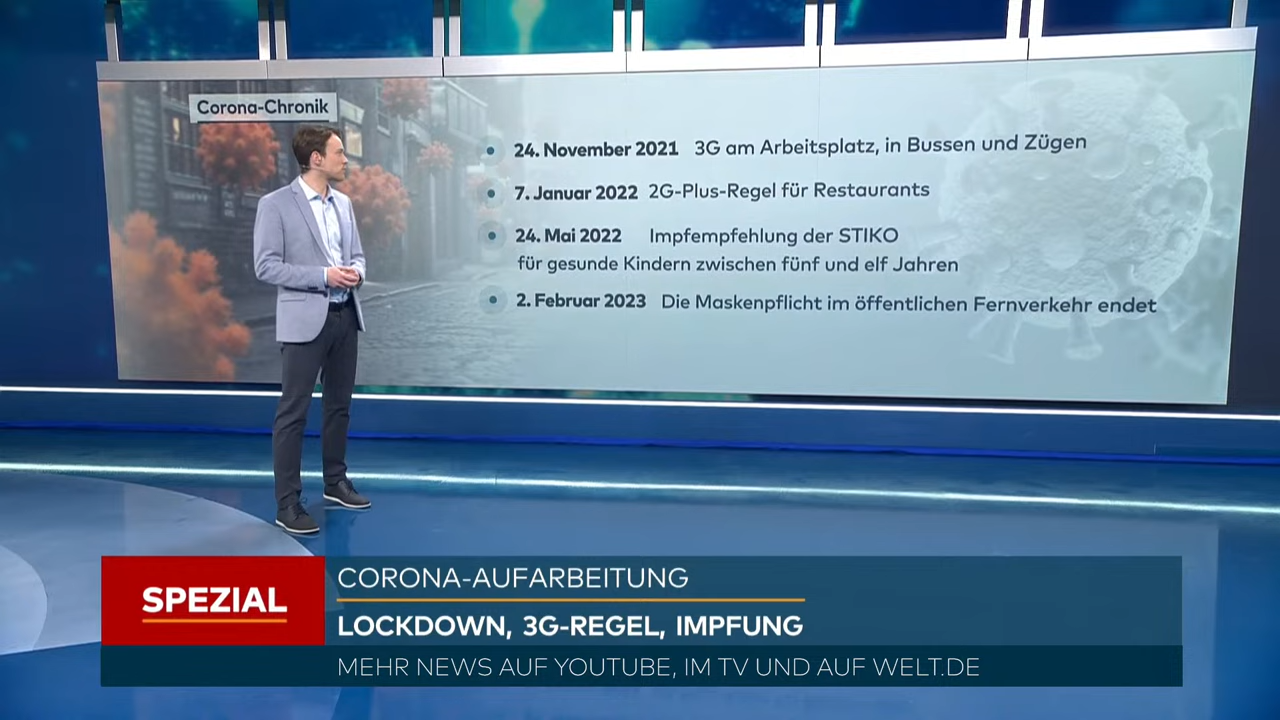 Corona-Chronik
24. November 2021 3G am Arbeitsplatz, in Bussen und Zügen
7. Januar 2022 2G-Plus-Regel für Restaurants
24. Mai 2022 Impfempfehlung der STIKO
für gesunde Kindern zwischen fünf und elf Jahren
2. Februar 2023 Die Maskenpflicht im öffentlichen Fernverkehr endet
SPEZIAL
CORONA-AUFARBEITUNG
LOCKDOWN, 3G-REGEL, IMPFUNG
MEHR NEWS AUF YOUTUBE, IM TV UND AUF WELT.DE